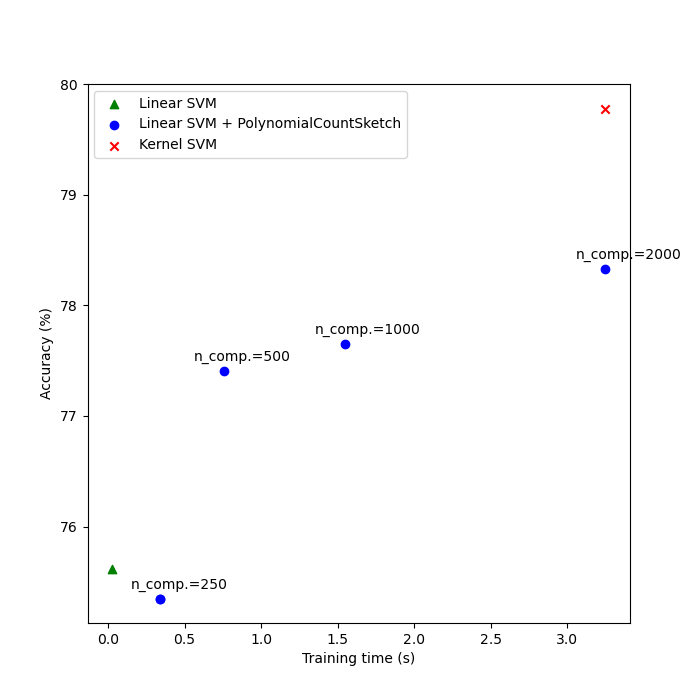 Linear SVM
Linear SVM + PolynomialCountSketch
Kernel SVM
80
79
78
77
76
Accuracy (%)
n_comp.=2000
n_comp.=1000
n_comp.=500
n_comp.=250
0.0 0.5 1.0 1.5 2.0 2.5 3.0
Training time (s)